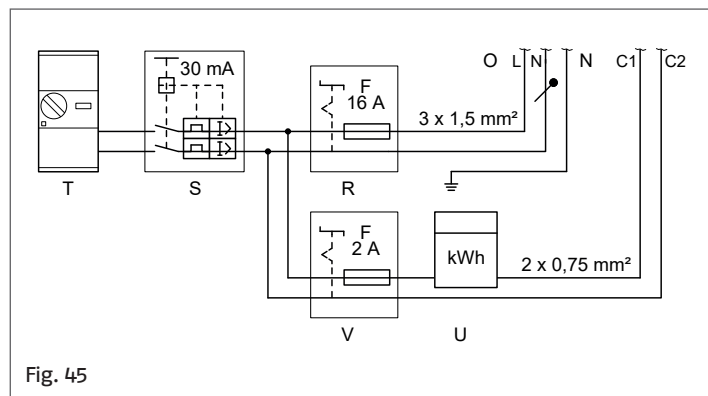 30 mA
F
16 A
O L N N C1 C2
3 x 1,5 mm²
T S R
F
2 A
kWh
2 x 0,75 mm²
V U
Fig. 45